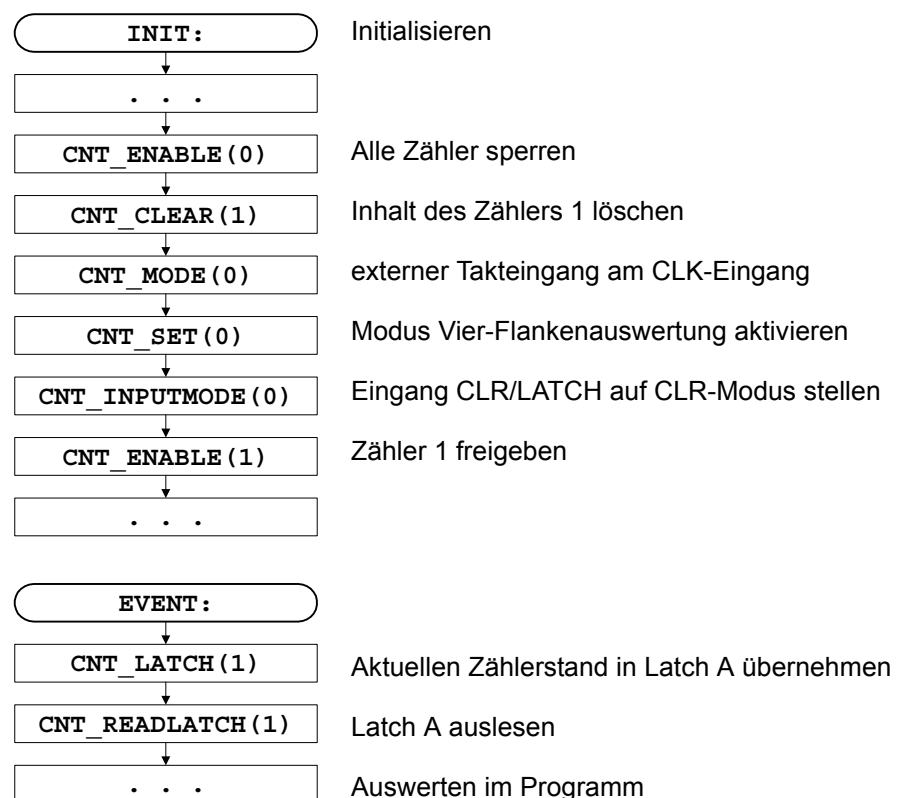 INIT: Initialisieren
. . .
CNT_ENABLE(0) Alle Zähler sperren
CNT_CLEAR(1) Inhalt des Zählers 1 löschen
CNT_MODE(0) externer Takteingang am CLK-Eingang
CNT_SET(0) Modus Vier-Flankenauswertung aktivieren
CNT_INPUTMODE(0) Eingang CLR/LATCH auf CLR-Modus stellen
CNT_ENABLE(1) Zähler 1 freigeben
. . .
EVENT:
CNT_LATCH(1) Aktuellen Zählerstand in Latch A übernehmen
CNT_READLATCH(1) Latch A auslesen
. . . Auswerten im Programm